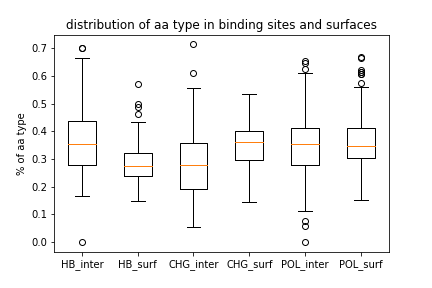 distribution of aa type in binding sites and surfaces
% of aa type
0.7
0.6
0.5
0.4
0.3
0.2
0.1
0.0
HB_inter HB_surf CHG_inter CHG_surf POL_inter POL_surf